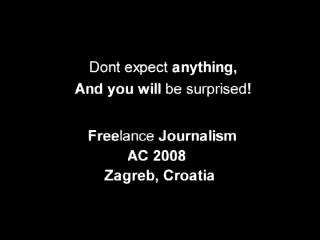 Dont expect anything,
And you will be surprised!
Freelance Journalism
AC 2008
Zagreb, Croatia